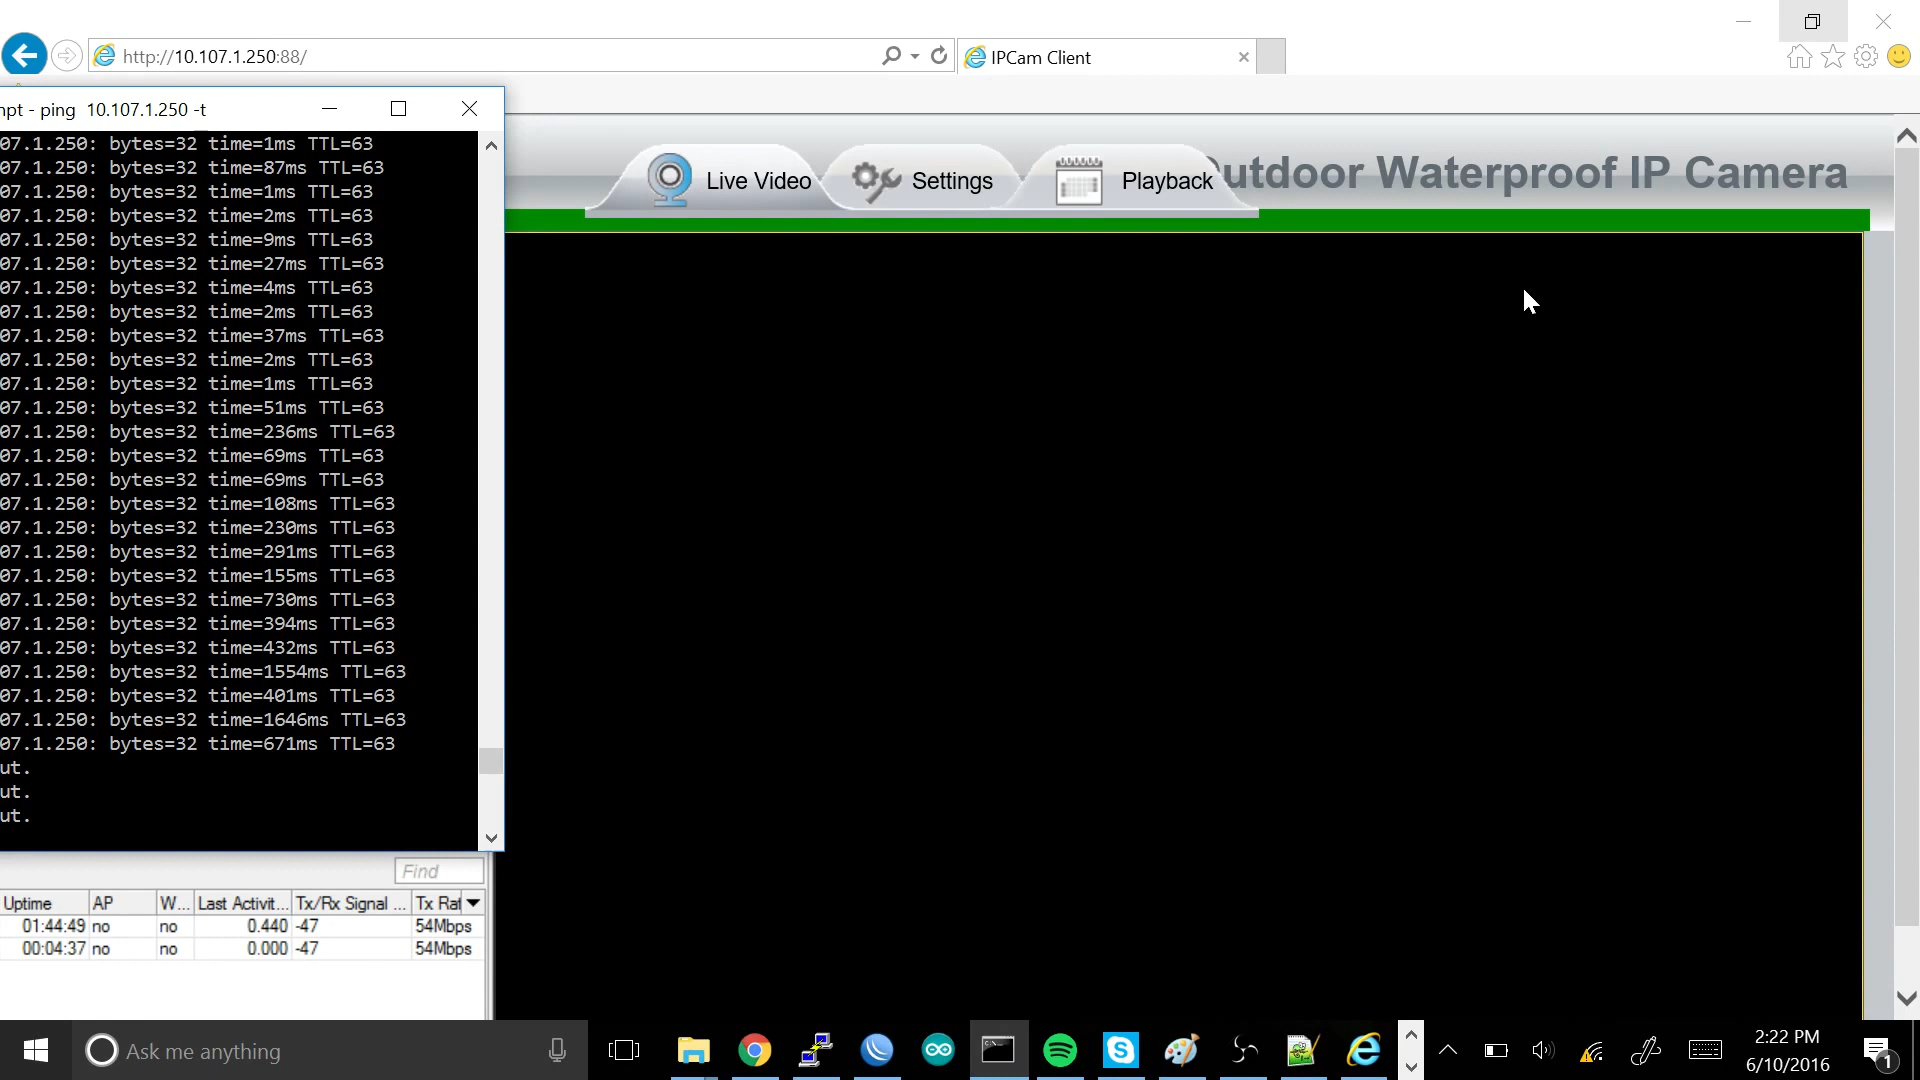 http://10.107.1.250:88/
IPCam Client
npt - ping  10.107.1.250 -t
07.1.250: bytes=32 time=1ms TTL=63
07.1.250: bytes=32 time=87ms TTL=63
07.1.250: bytes=32 time=1ms TTL=63
07.1.250: bytes=32 time=2ms TTL=63
07.1.250: bytes=32 time=9ms TTL=63
07.1.250: bytes=32 time=27ms TTL=63
07.1.250: bytes=32 time=4ms TTL=63
07.1.250: bytes=32 time=2ms TTL=63
07.1.250: bytes=32 time=37ms TTL=63
07.1.250: bytes=32 time=2ms TTL=63
07.1.250: bytes=32 time=1ms TTL=63
07.1.250: bytes=32 time=51ms TTL=63
07.1.250: bytes=32 time=236ms TTL=63
07.1.250: bytes=32 time=69ms TTL=63
07.1.250: bytes=32 time=69ms TTL=63
07.1.250: bytes=32 time=108ms TTL=63
07.1.250: bytes=32 time=230ms TTL=63
07.1.250: bytes=32 time=291ms TTL=63
07.1.250: bytes=32 time=155ms TTL=63
07.1.250: bytes=32 time=730ms TTL=63
07.1.250: bytes=32 time=394ms TTL=63
07.1.250: bytes=32 time=432ms TTL=63
07.1.250: bytes=32 time=1554ms TTL=63
07.1.250: bytes=32 time=401ms TTL=63
07.1.250: bytes=32 time=1646ms TTL=63
07.1.250: bytes=32 time=671ms TTL=63
ut.
ut.
ut.
Live Video
Settings
Playback
utdoor Waterproof IP Camera
Find
Uptime AP W... Last Activit... Tx/Rx Signal ... Tx Rat
01:44:49 no no 0.440 -47 54Mbps
00:04:37 no no 0.000 -47 54Mbps
Ask me anything
2:22 PM
6/10/2016
1